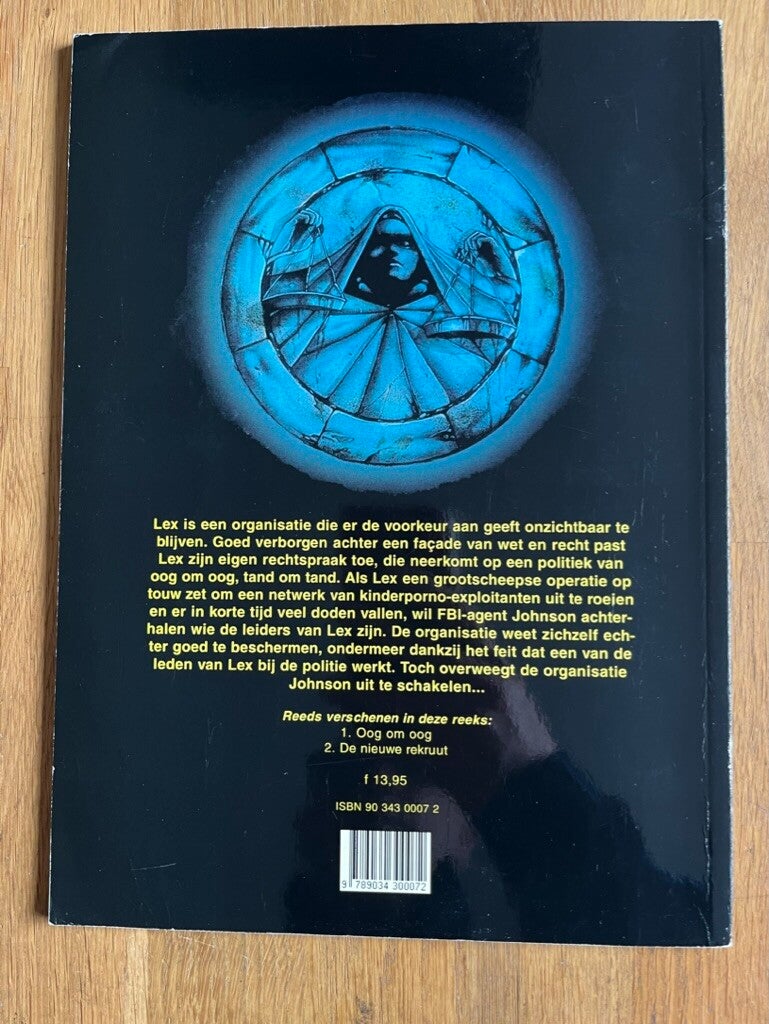 Lex is een organisatie die er de voorkeur aan geeft onzichtbaar te
blijven. Goed verborgen achter een façade van wet en recht past
Lex zijn eigen rechtspraak toe, die neerkomt op een politiek van
oog om oog, tand om tand. Als Lex een grootscheepse operatie op
touw zet om een netwerk van kinderporno-exploitanten uit te roeien
en er in korte tijd veel doden vallen, wil FBI-agent Johnson achter-
halen wie de leiders van Lex zijn. De organisatie weet zichzelf ech-
ter goed te beschermen, ondermeer dankzij het feit dat een van de
leden van Lex bij de politie werkt. Toch overweegt de organisatie
Johnson uit te schakelen...
Reeds verschenen in deze reeks:
1. Oog om oog
2. De nieuwe rekruut
f 13,95
ISBN 90 343 0007 2
9 789034 300072